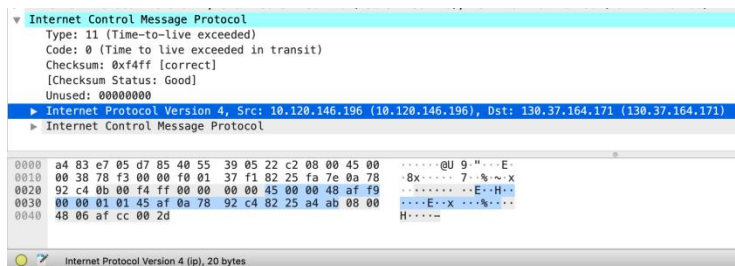 Internet Control Message Protocol
Type: 11 (Time-to-live exceeded)
Code: 0 (Time to live exceeded in transit)
Checksum: 0xf4ff [correct]
[Checksum Status: Good]
Unused: 00000000
Internet Protocol Version 4, Src: 10.120.146.196 (10.120.146.196), Dst: 130.37.164.171 (130.37.164.171)
Internet Control Message Protocol
0000 a4 83 e7 05 d7 85 40 55 39 05 22 c2 08 00 45 00 ······@U 9·"···E·
0010 00 38 78 f3 00 00 f0 01 37 f1 82 25 fa 7e 0a 78 ·8x····· 7··%·~·x
0020 92 c4 0b 00 f4 ff 00 00 00 00 45 00 00 48 af f9 ········ ··E··H··
0030 00 00 01 01 45 af 0a 78 92 c4 82 25 a4 ab 08 00 ····E··x ···%····
0040 48 06 af cc 00 2d H····-
Internet Protocol Version 4 (ip), 20 bytes